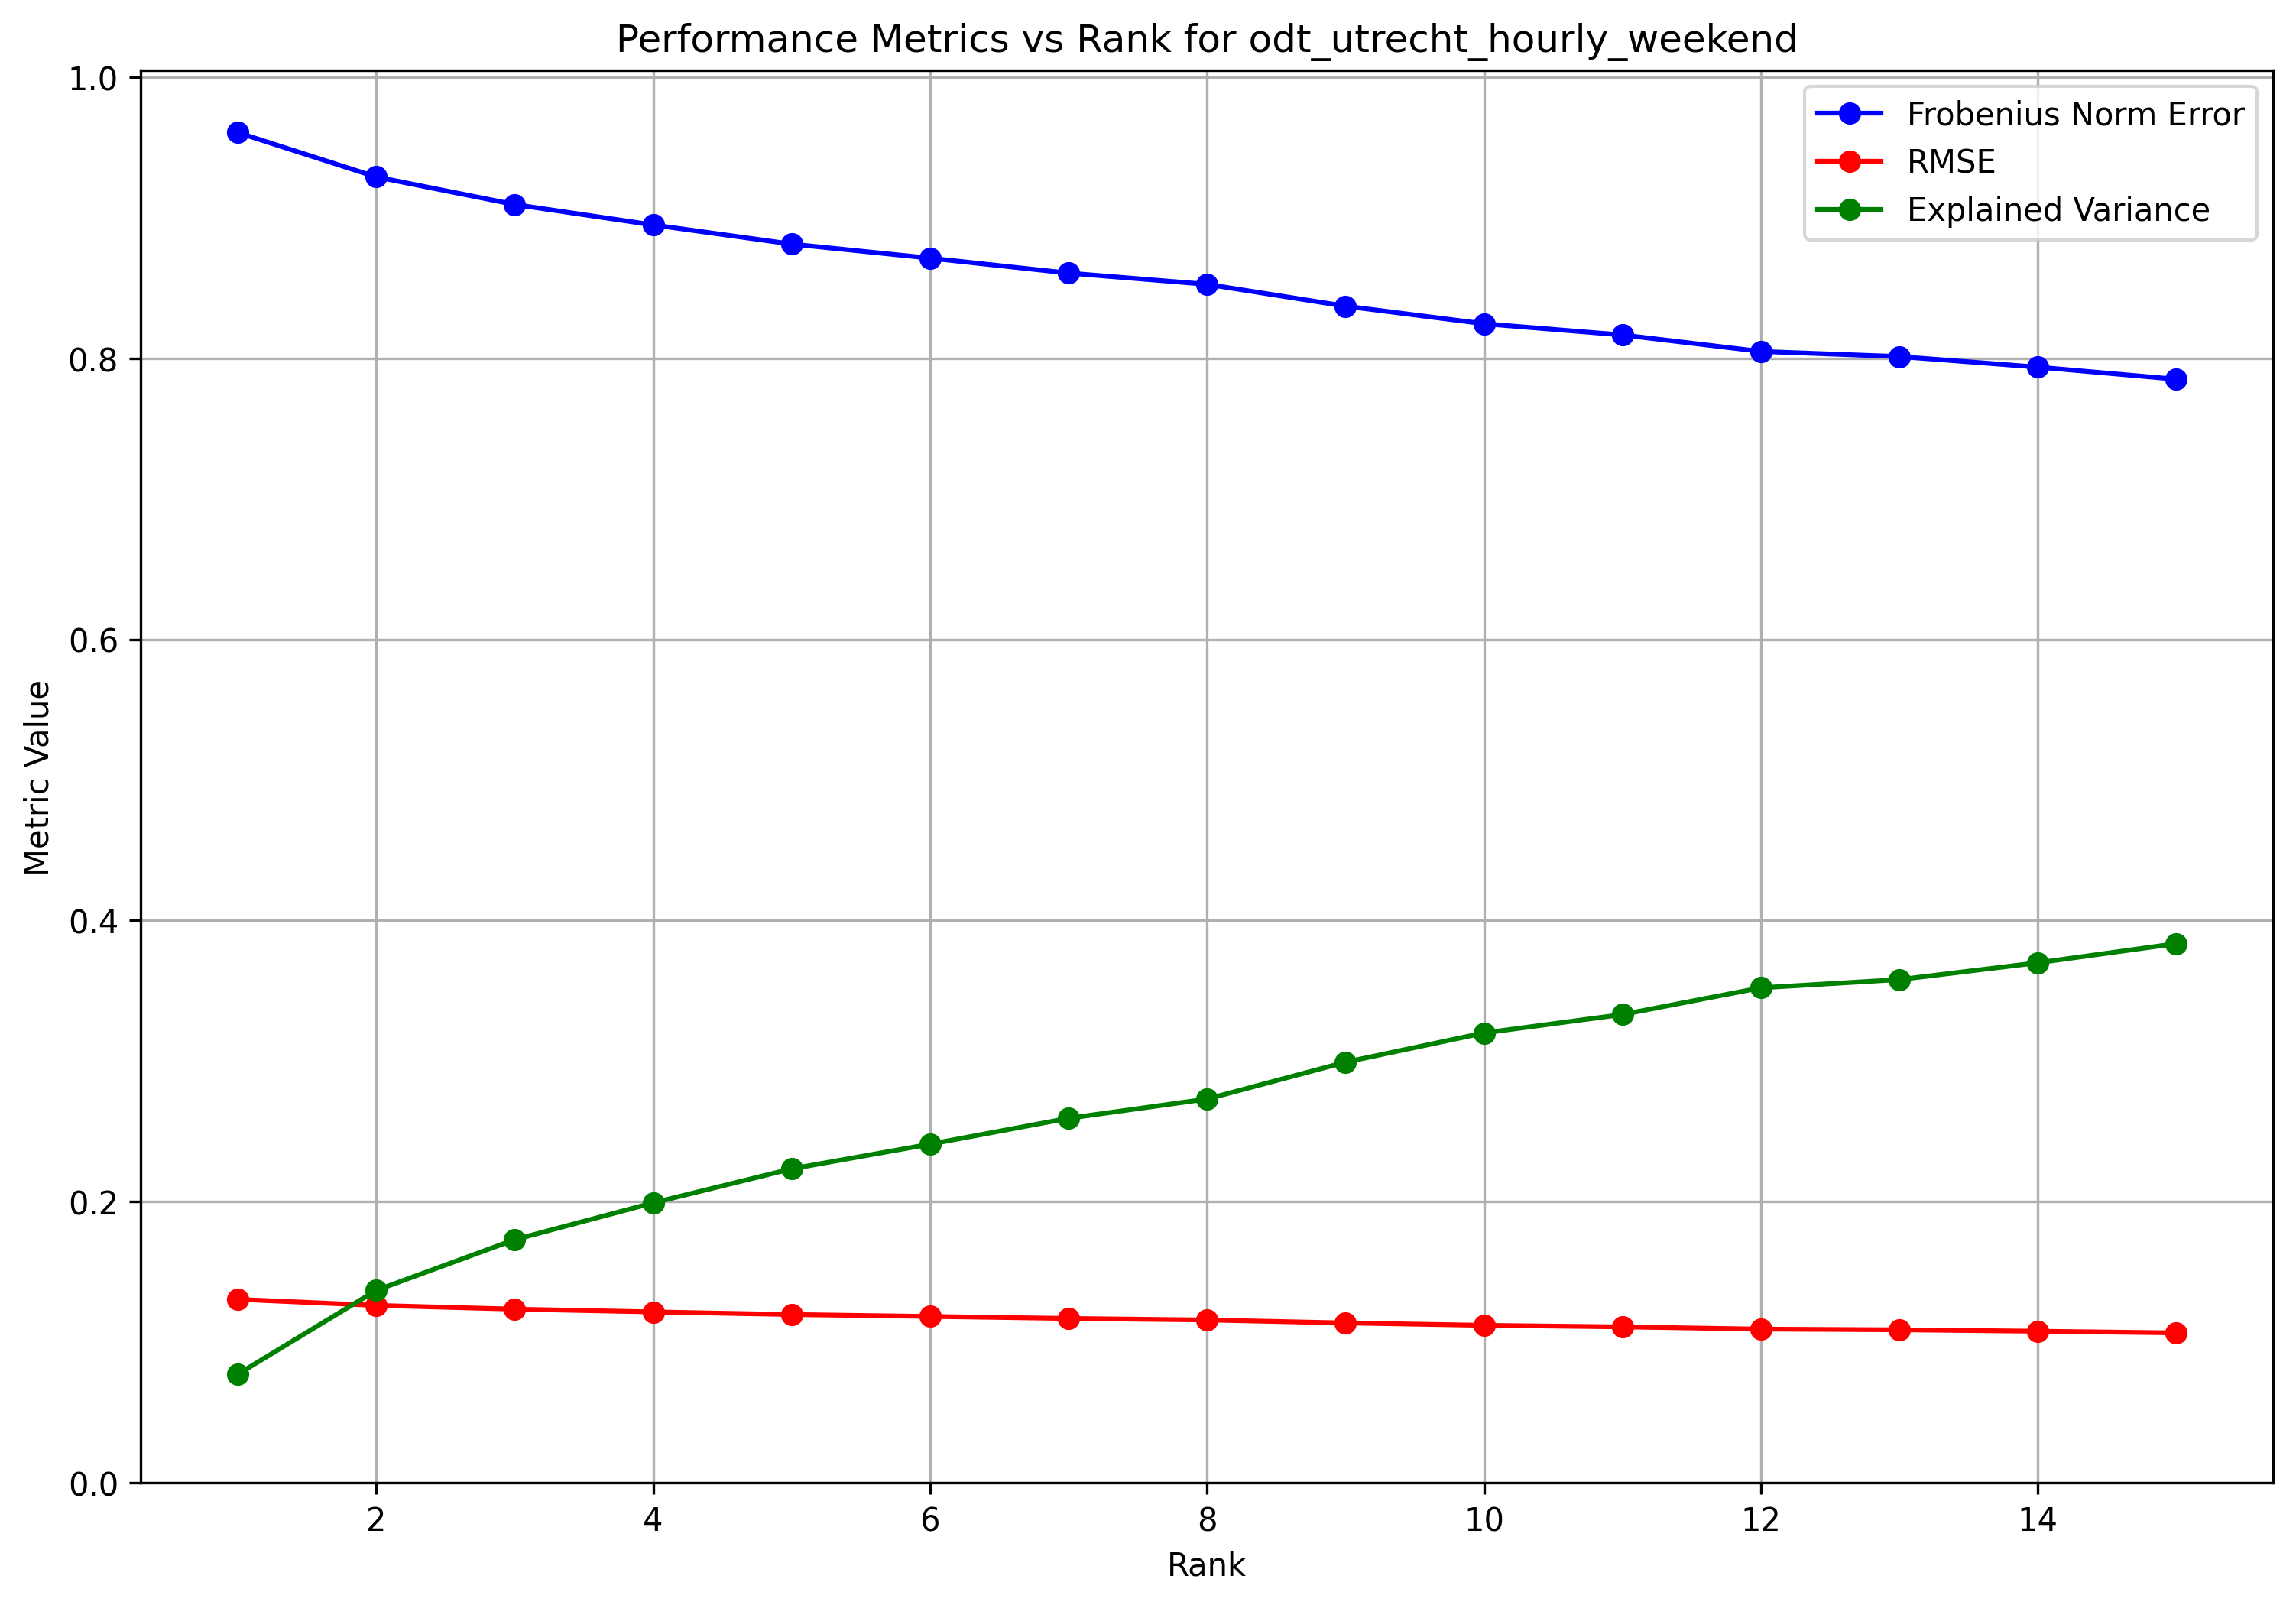 Performance Metrics vs Rank for odt_utrecht_hourly_weekend
1.0
0.8
0.6
0.4
0.2
0.0
Metric Value
Frobenius Norm Error
RMSE
Explained Variance
2 4 6 8 10 12 14
Rank